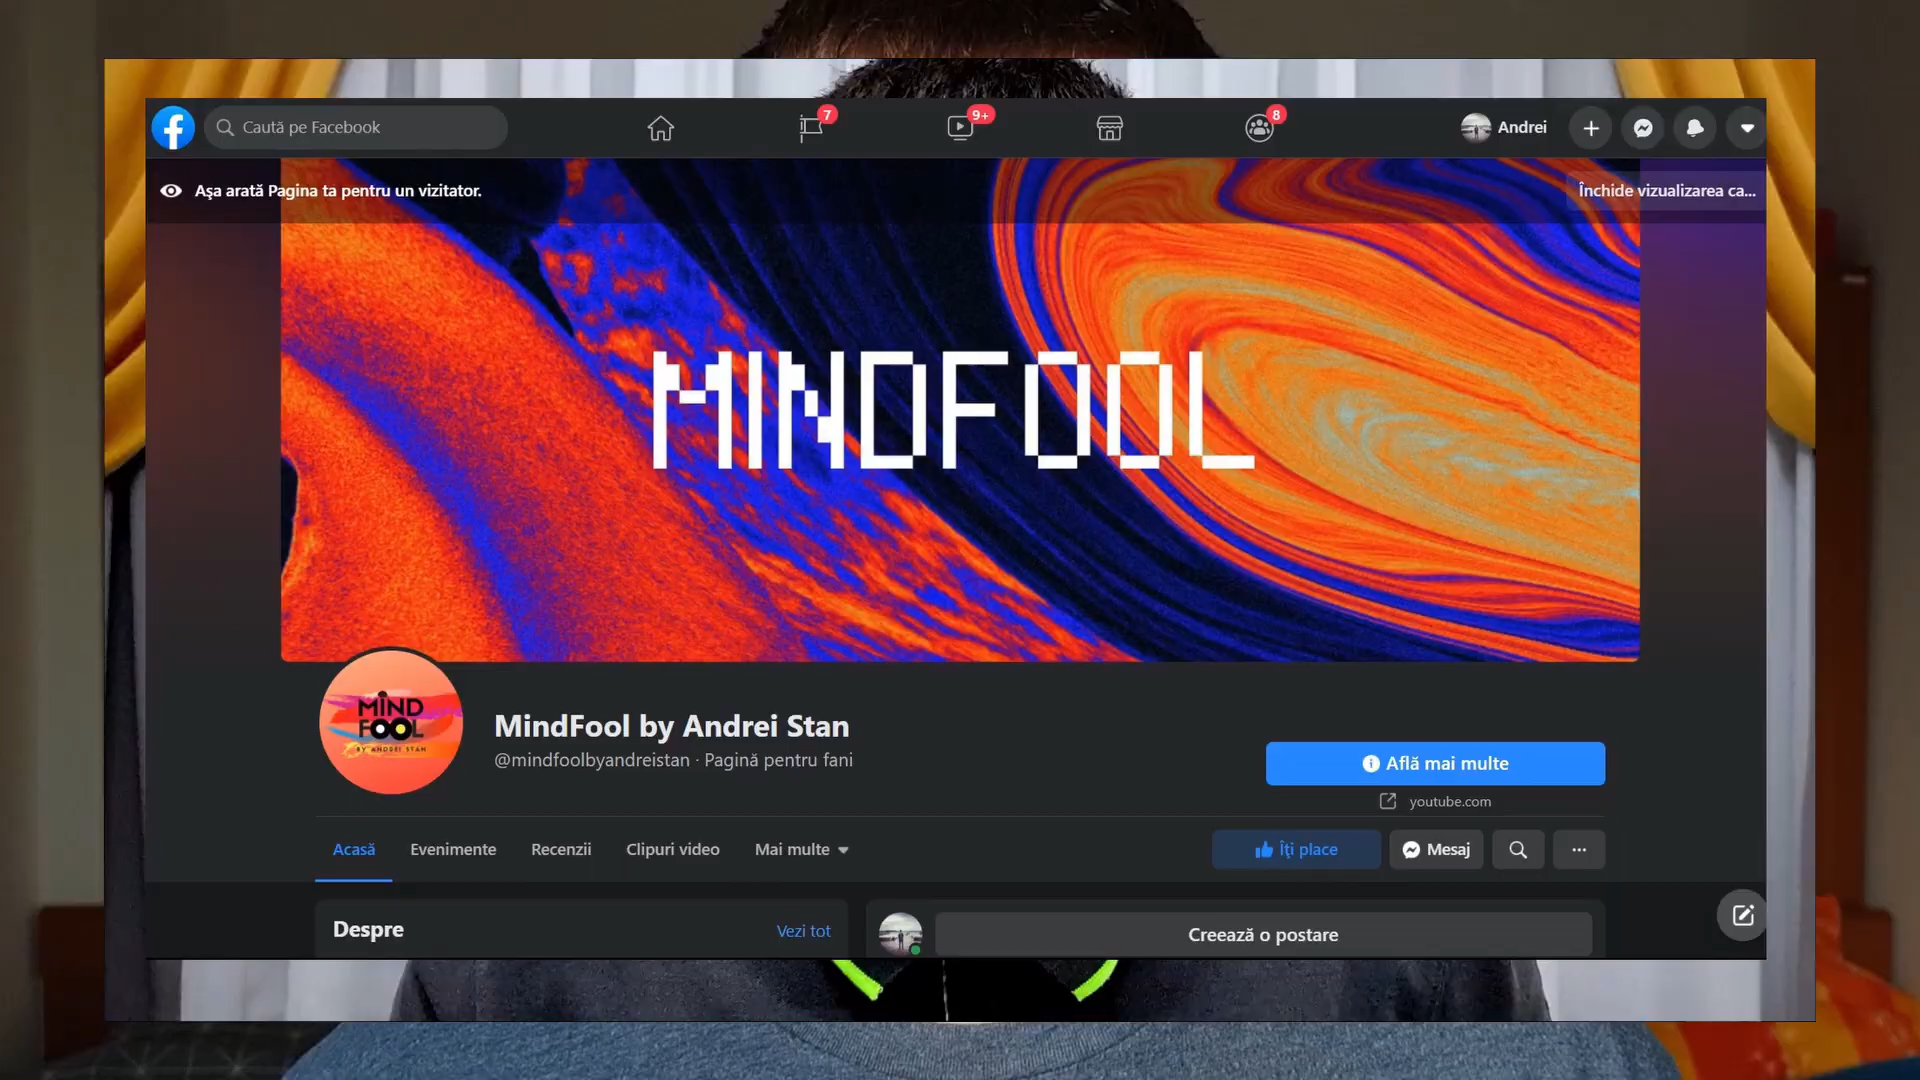 Caută pe Facebook
7
9+
8
Andrei
Așa arată Pagina ta pentru un vizitator.
Închide vizualizarea ca...
MINDFOOL
MIND
FOOL
BY ANDREI STAN
MindFool by Andrei Stan
@mindfoolbyandreistan · Pagină pentru fani
Află mai multe
youtube.com
Acasă
Evenimente
Recenzii
Clipuri video
Mai multe
Îți place
Mesaj
Despre
Vezi tot
Creează o postare